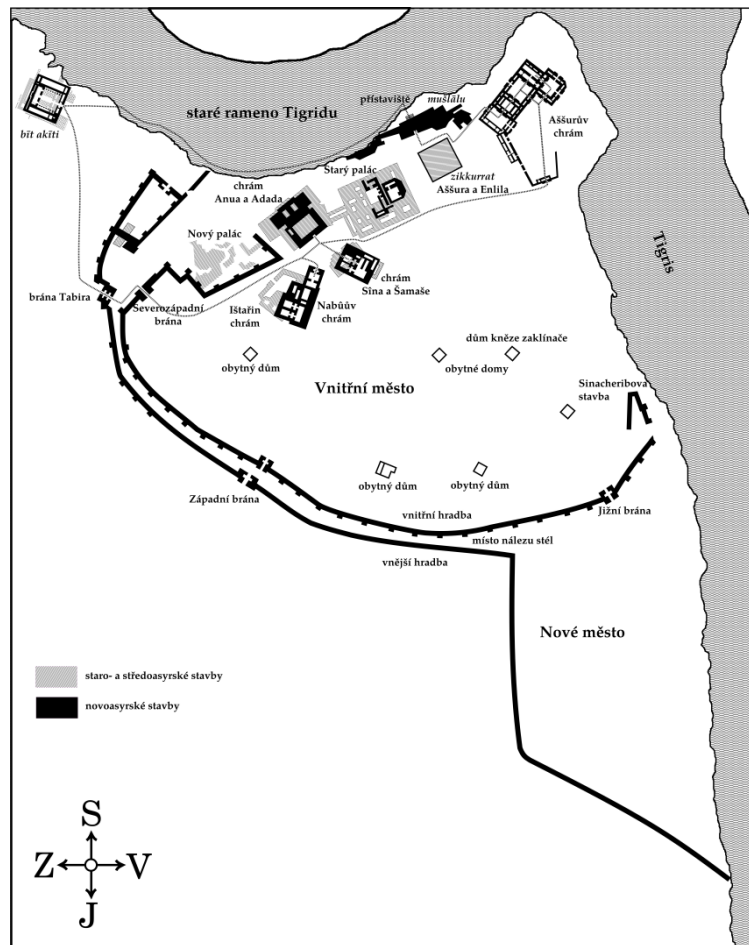 staré rameno Tigridu
přístaviště
mušlālu
bīt akīti
Aššurův
chrám
Starý palác
zikkurrat
Aššura a Enlila
chrám
Anua a Adada
Nový palác
Tigris
chrám
Sîna a Šamaše
brána Tabira
Severozápadní
brána
Ištařin
chrám
Nabûův
chrám
dům kněze zaklínače
obytný dům
obytné domy
Vnitřní město
Sinacheribova
stavba
obytný dům
obytný dům
Západní brána
vnitřní hradba
Jižní brána
místo nálezu stél
vnější hradba
Nové město
staro- a středoasyrské stavby
novoasyrské stavby
S
Z
V
J